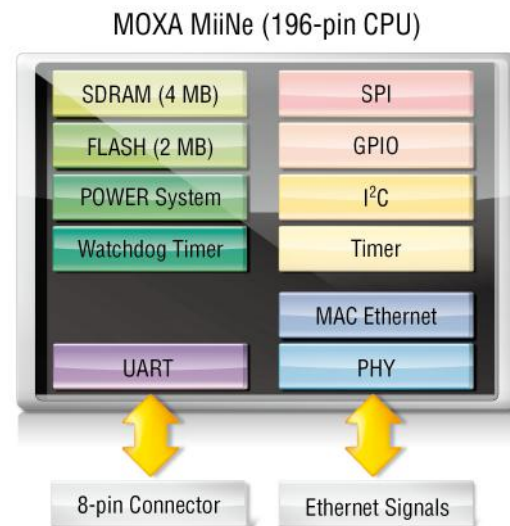 MOXA MiiNe (196-pin CPU)
SDRAM (4 MB)
FLASH (2 MB)
POWER System
Watchdog Timer
UART
SPI
GPIO
I²C
Timer
MAC Ethernet
PHY
8-pin Connector
Ethernet Signals